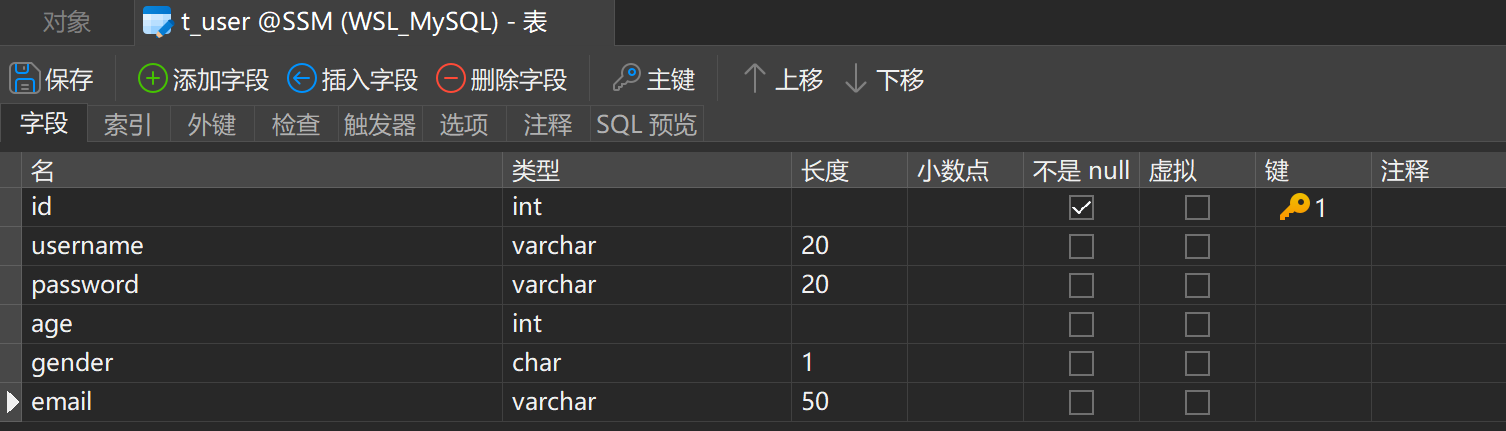 对象 t_user @SSM (WSL_MySQL) - 表
保存 添加字段 插入字段 删除字段 主键 上移 下移
字段 索引 外键 检查 触发器 选项 注释 SQL 预览
名 类型 长度 小数点 不是 null 虚拟 键 注释
id int 1
username varchar 20
password varchar 20
age int
gender char 1
email varchar 50